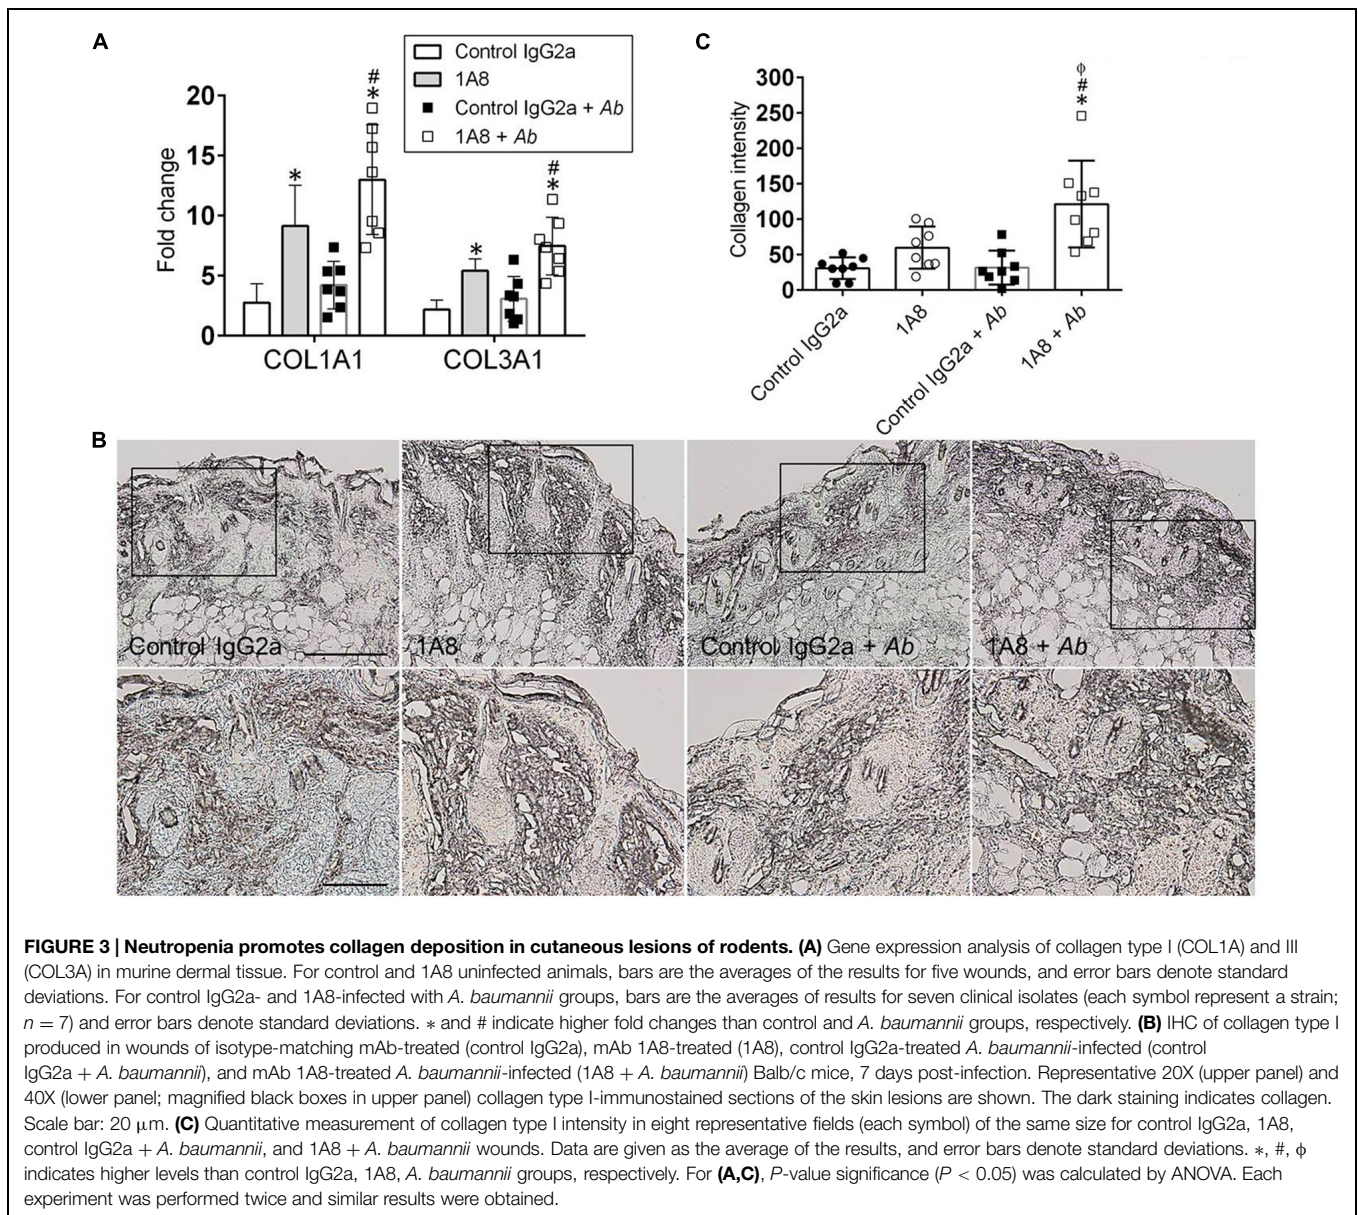 A
Control IgG2a
1A8
Control IgG2a + Ab
1A8 + Ab
Fold change
20
15
10
5
0
*
#
*
*
#
*
COL1A1
COL3A1
C
Collagen intensity
300
250
200
150
100
50
0
ϕ
#
*
Control IgG2a
1A8
Control IgG2a + Ab
1A8 + Ab
B
Control IgG2a
1A8
Control IgG2a + Ab
1A8 + Ab
FIGURE 3 | Neutropenia promotes collagen deposition in cutaneous lesions of rodents. (A) Gene expression analysis of collagen type I (COL1A) and III
(COL3A) in murine dermal tissue. For control and 1A8 uninfected animals, bars are the averages of the results for five wounds, and error bars denote standard
deviations. For control IgG2a- and 1A8-infected with A. baumannii groups, bars are the averages of results for seven clinical isolates (each symbol represent a strain;
n = 7) and error bars denote standard deviations. * and # indicate higher fold changes than control and A. baumannii groups, respectively. (B) IHC of collagen type I
produced in wounds of isotype-matching mAb-treated (control IgG2a), mAb 1A8-treated (1A8), control IgG2a-treated A. baumannii-infected (control
IgG2a + A. baumannii), and mAb 1A8-treated A. baumannii-infected (1A8 + A. baumannii) Balb/c mice, 7 days post-infection. Representative 20X (upper panel) and
40X (lower panel; magnified black boxes in upper panel) collagen type I-immunostained sections of the skin lesions are shown. The dark staining indicates collagen.
Scale bar: 20 μm. (C) Quantitative measurement of collagen type I intensity in eight representative fields (each symbol) of the same size for control IgG2a, 1A8,
control IgG2a + A. baumannii, and 1A8 + A. baumannii wounds. Data are given as the average of the results, and error bars denote standard deviations. *, #, ϕ
indicates higher levels than control IgG2a, 1A8, A. baumannii groups, respectively. For (A,C), P-value significance (P < 0.05) was calculated by ANOVA. Each
experiment was performed twice and similar results were obtained.